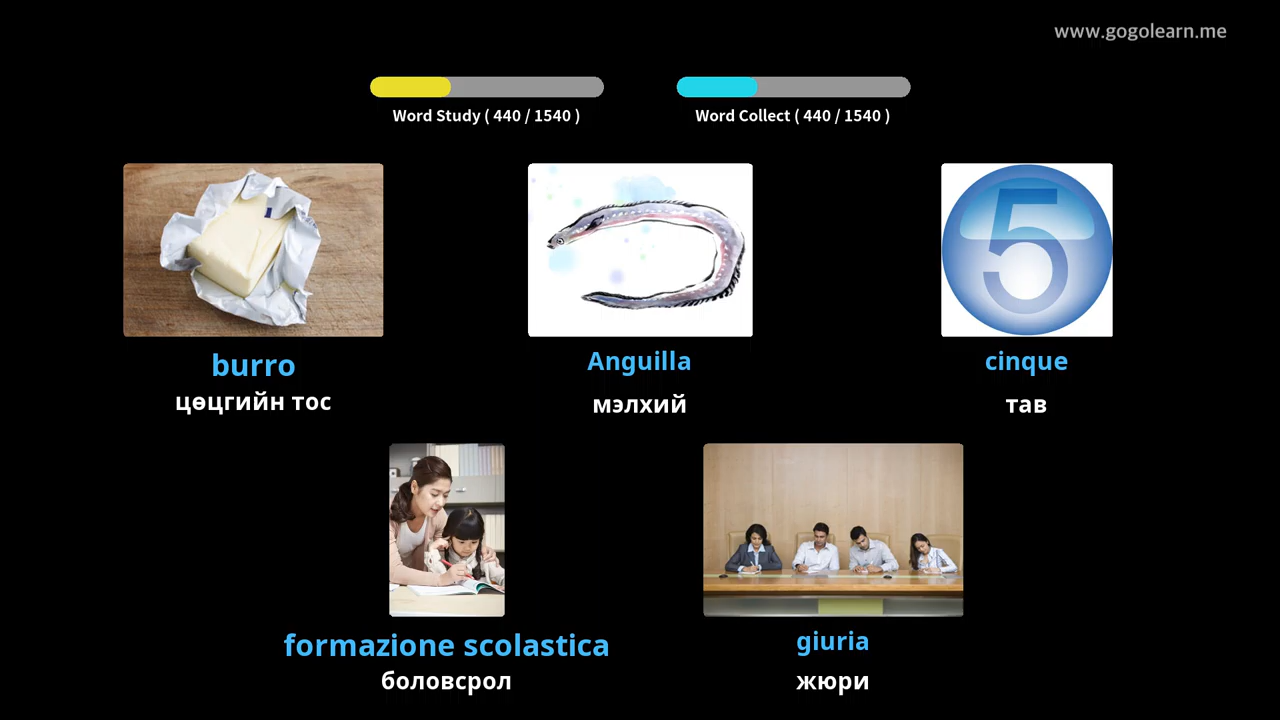 www.gogolearn.me
Word Study ( 440 / 1540 )
Word Collect ( 440 / 1540 )
5
burro
цөцгийн тос
Anguilla
мэлхий
cinque
тав
formazione scolastica
боловсрол
giuria
жюри